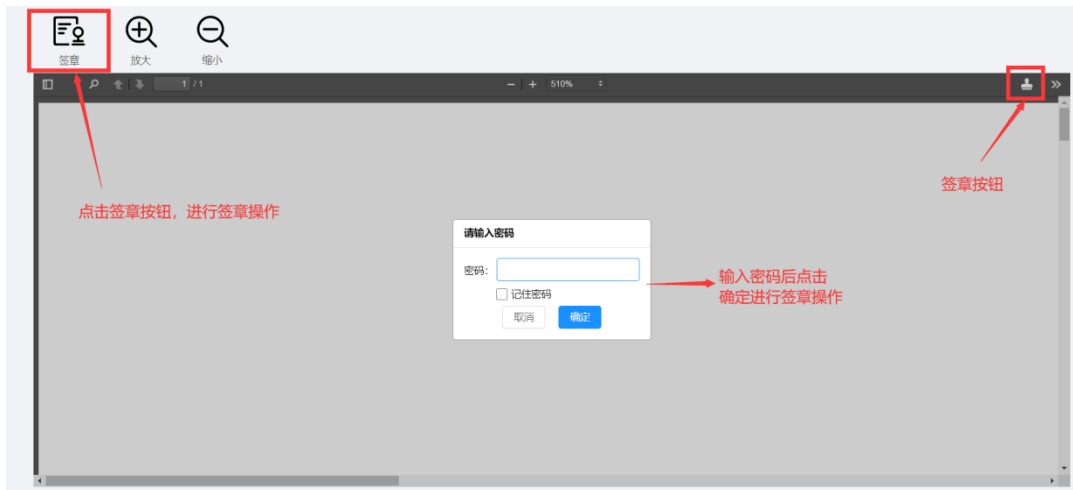 签章
放大
缩小
1 / 1
510%
签章按钮
点击签章按钮，进行签章操作
请输入密码
密码：
记住密码
取消
确定
输入密码后点击
确定进行签章操作